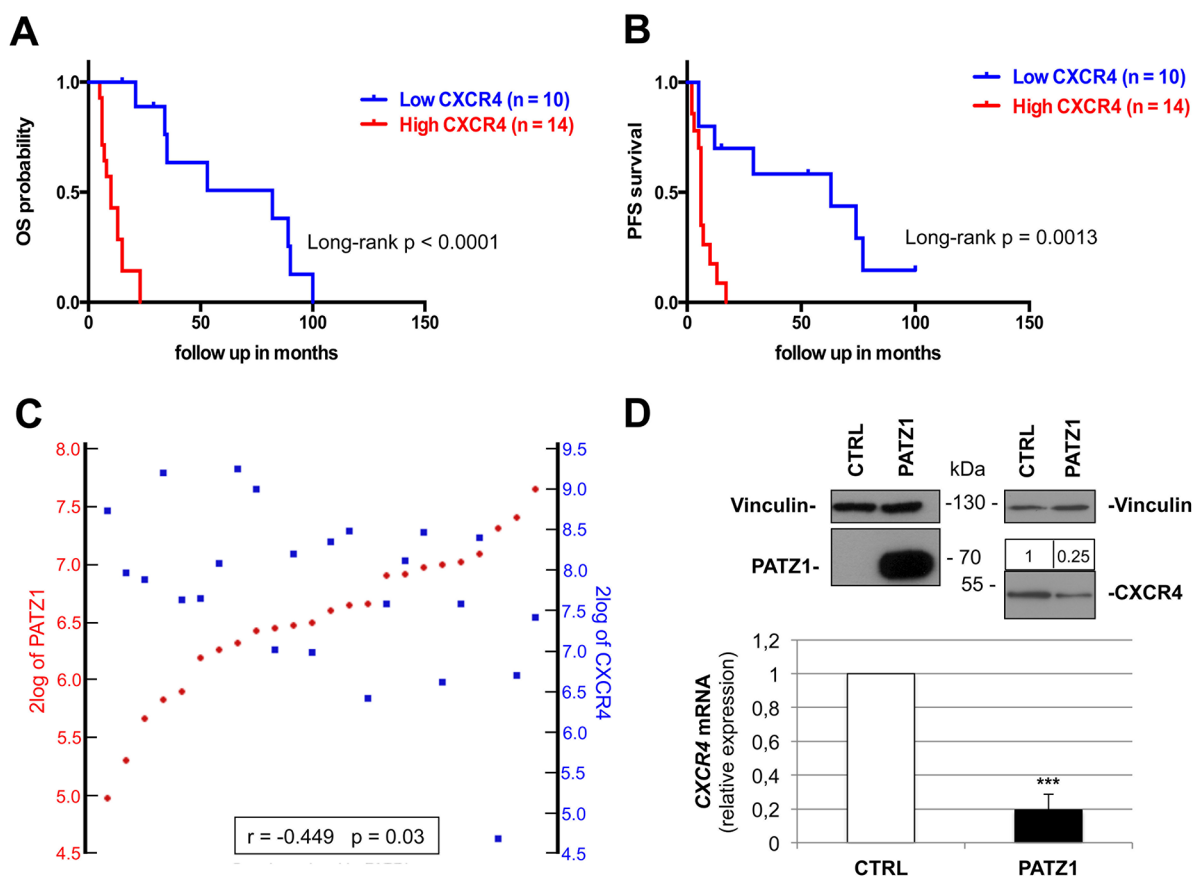 A
1.0
0.5
0.0
OS probability
Low CXCR4 (n = 10)
High CXCR4 (n = 14)
Long-rank p < 0.0001
0 50 100 150
follow up in months
B
1.0
0.5
0.0
PFS survival
Low CXCR4 (n = 10)
High CXCR4 (n = 14)
Long-rank p = 0.0013
0 50 100 150
follow up in months
C
8.0
7.5
7.0
6.5
6.0
5.5
5.0
4.5
2log of PATZ1
9.5
9.0
8.5
8.0
7.5
7.0
6.5
6.0
5.5
5.0
4.5
2log of CXCR4
r = -0.449 p = 0.03
D
CTRL PATZ1 kDa CTRL PATZ1
Vinculin- -130 - -Vinculin
1 0.25
PATZ1- - 70
55 - -CXCR4
1,2
1
0,8
0,6
0,4
0,2
0
CXCR4 mRNA
(relative expression)
***
CTRL PATZ1